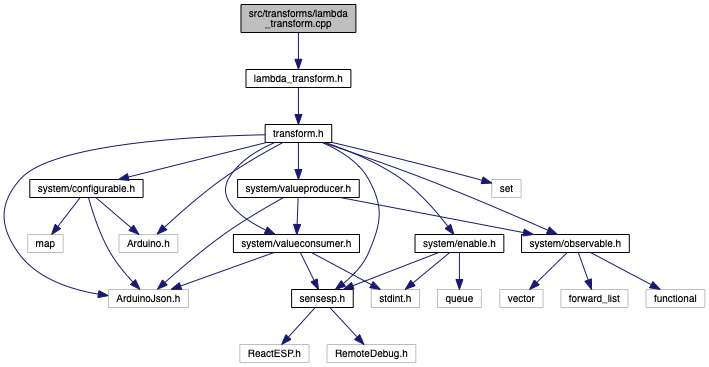 src/transforms/lambda
_transform.cpp
lambda_transform.h
transform.h
system/configurable.h
system/valueproducer.h
set
map
Arduino.h
system/valueconsumer.h
system/enable.h
system/observable.h
ArduinoJson.h
sensesp.h
stdint.h
queue
vector
forward_list
functional
ReactESP.h
RemoteDebug.h